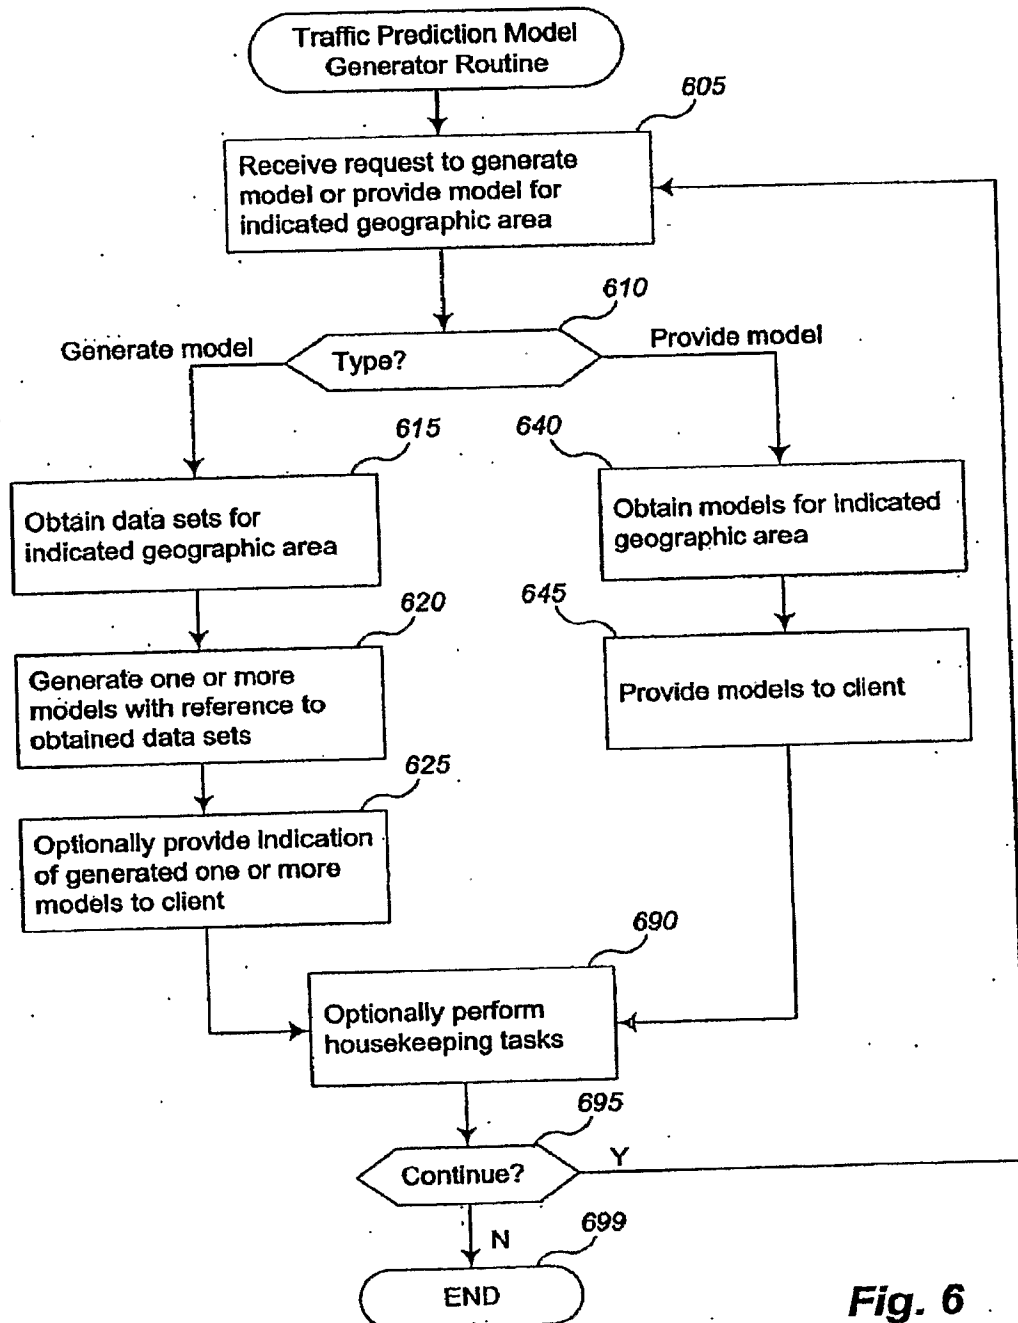 Traffic Prediction Model
Generator Routine
605
Receive request to generate
model or provide model for
indicated geographic area
610
Generate model
Type?
Provide model
615
640
Obtain data sets for
indicated geographic area
Obtain models for indicated
geographic area
620
645
Generate one or more
models with reference to
obtained data sets
Provide models to client
625
Optionally provide indication
of generated one or more
models to client
690
Optionally perform
housekeeping tasks
695
Continue?
Y
N
699
END
Fig. 6